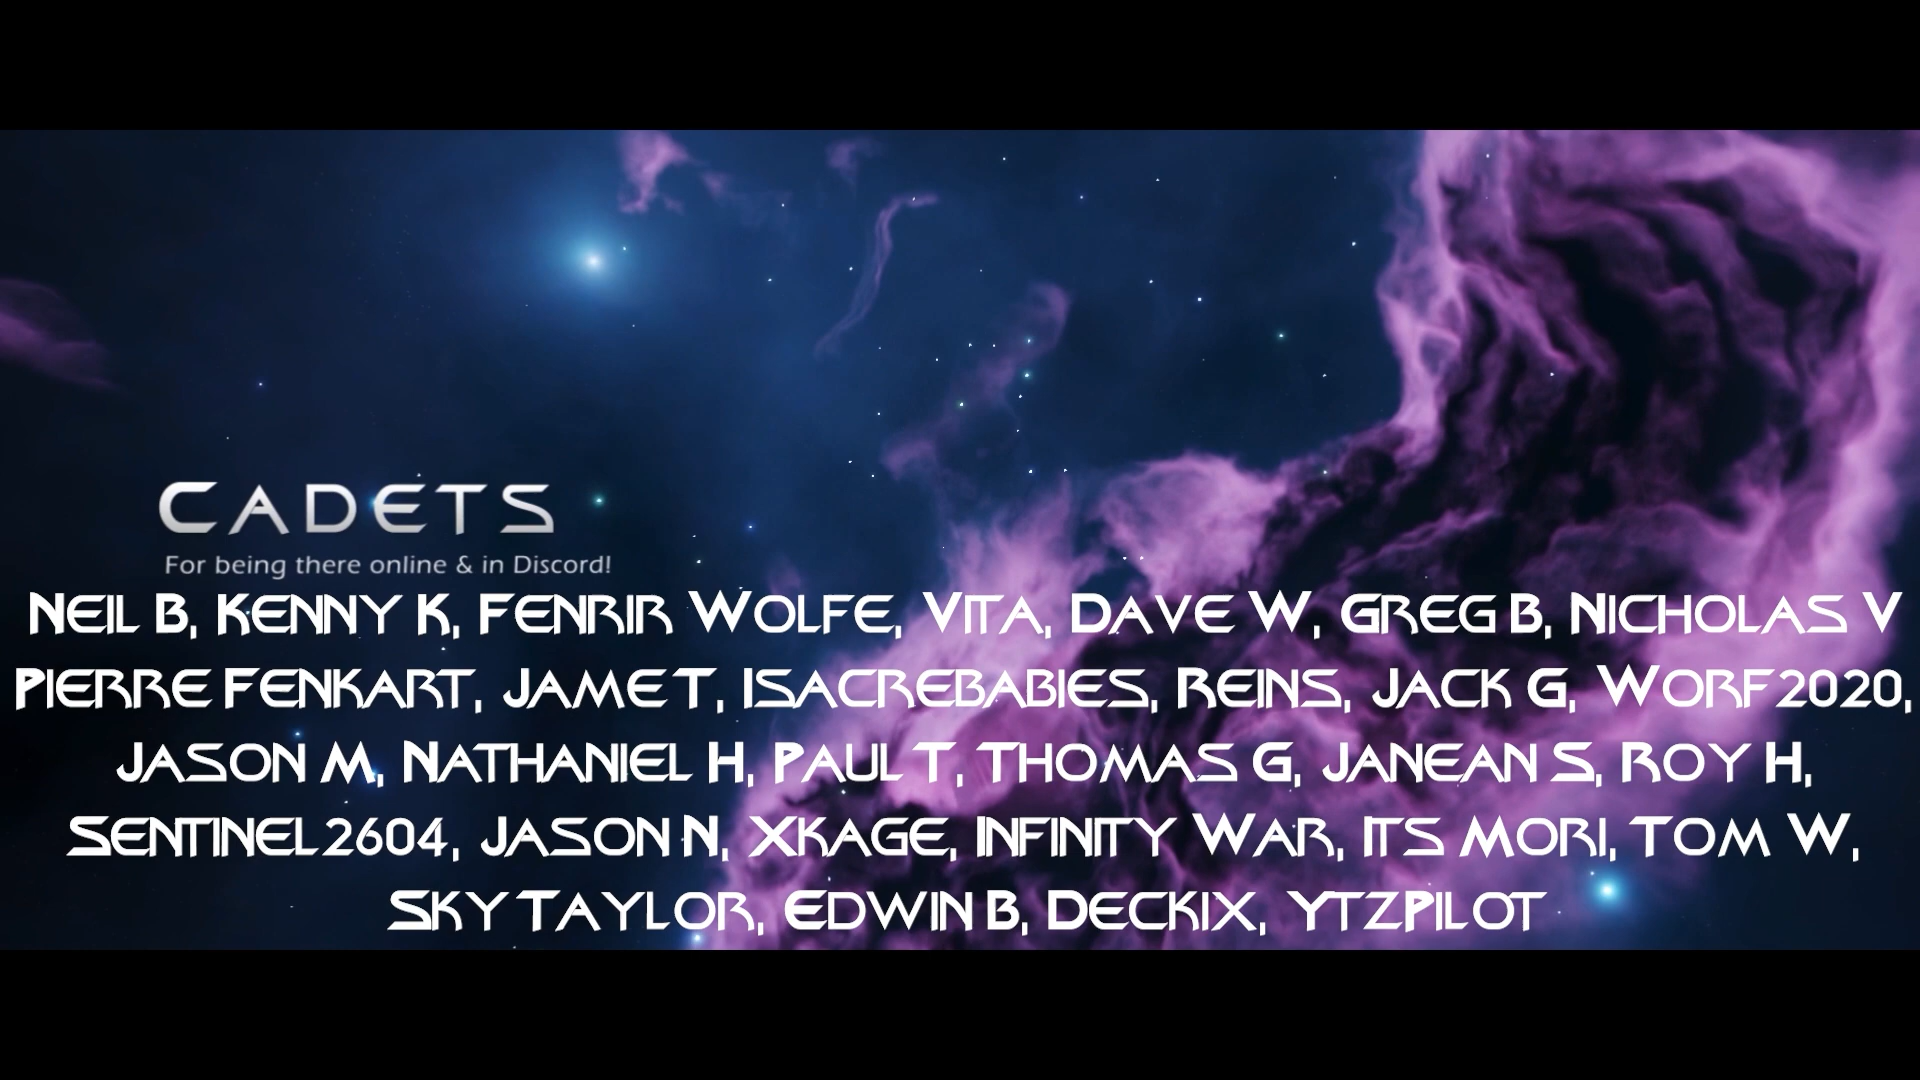 Cadets
For being there online & in Discord!
Neil B, Kenny K, Fenrir Wolfe, Vita, Dave W, Greg B, Nicholas V
Pierre Fenkart, Jame T, Isacrebabies, Reins, Jack G, Worf2020,
Jason M, Nathaniel H, Paul T, Thomas G, Janean S, Roy H,
Sentinel2604, Jason N, Xkage, Infinity War, Its Mori, Tom W,
Sky Taylor, Edwin B, Deckix, YtzPilot